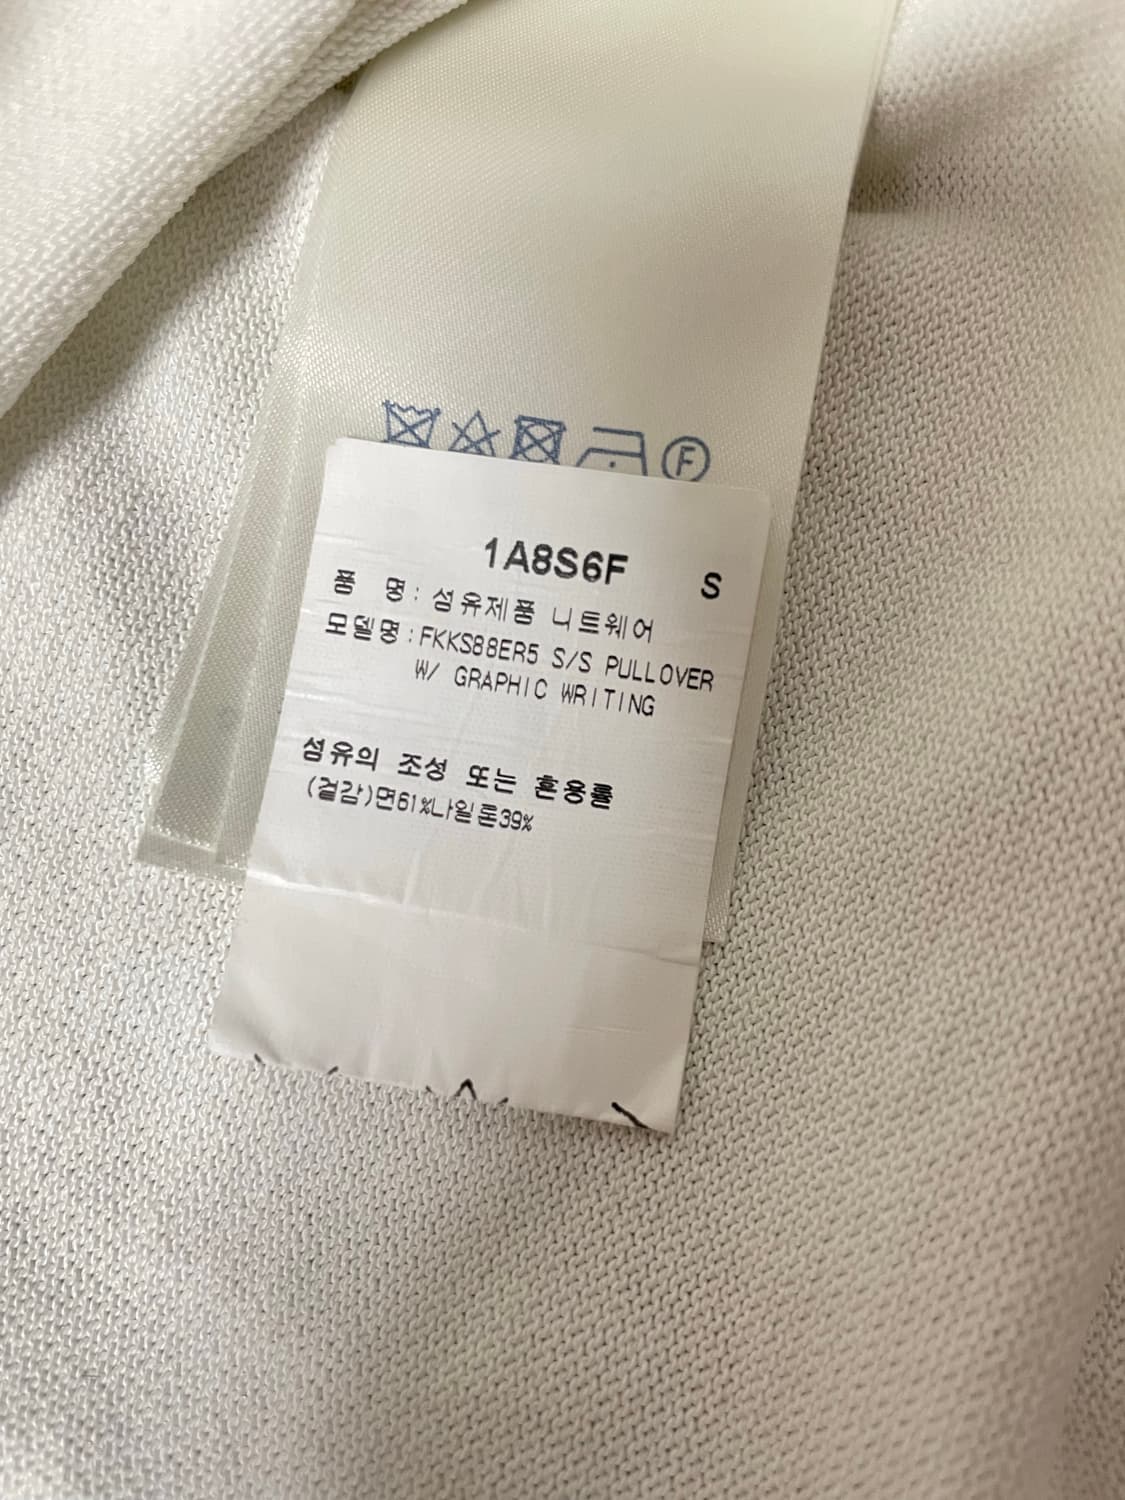 F
1A8S6F S
품 명: 섬유제품 니트웨어
모델명:FKKS88ER5 S/S PULLOVER
W/ GRAPHIC WRITING
섬유의 조성 또는 혼용률
(겉감)면61%나일론39%